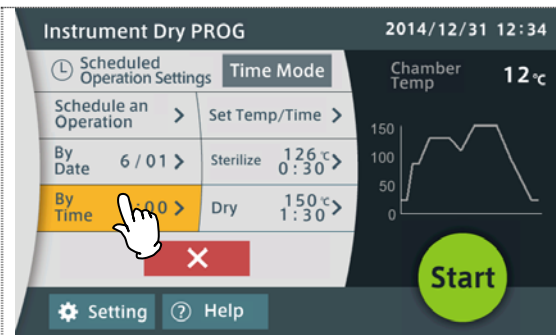 Instrument Dry PROG
2014/12/31 12:34
Scheduled
Operation Settings
Time Mode
Chamber
Temp
12℃
Schedule an
Operation >
Set Temp/Time >
By
Date 6/01 >
Sterilize 126℃
0:30 >
By
Time :00 >
Dry 150℃
1:30 >
150
100
50
0
Start
Setting
? Help